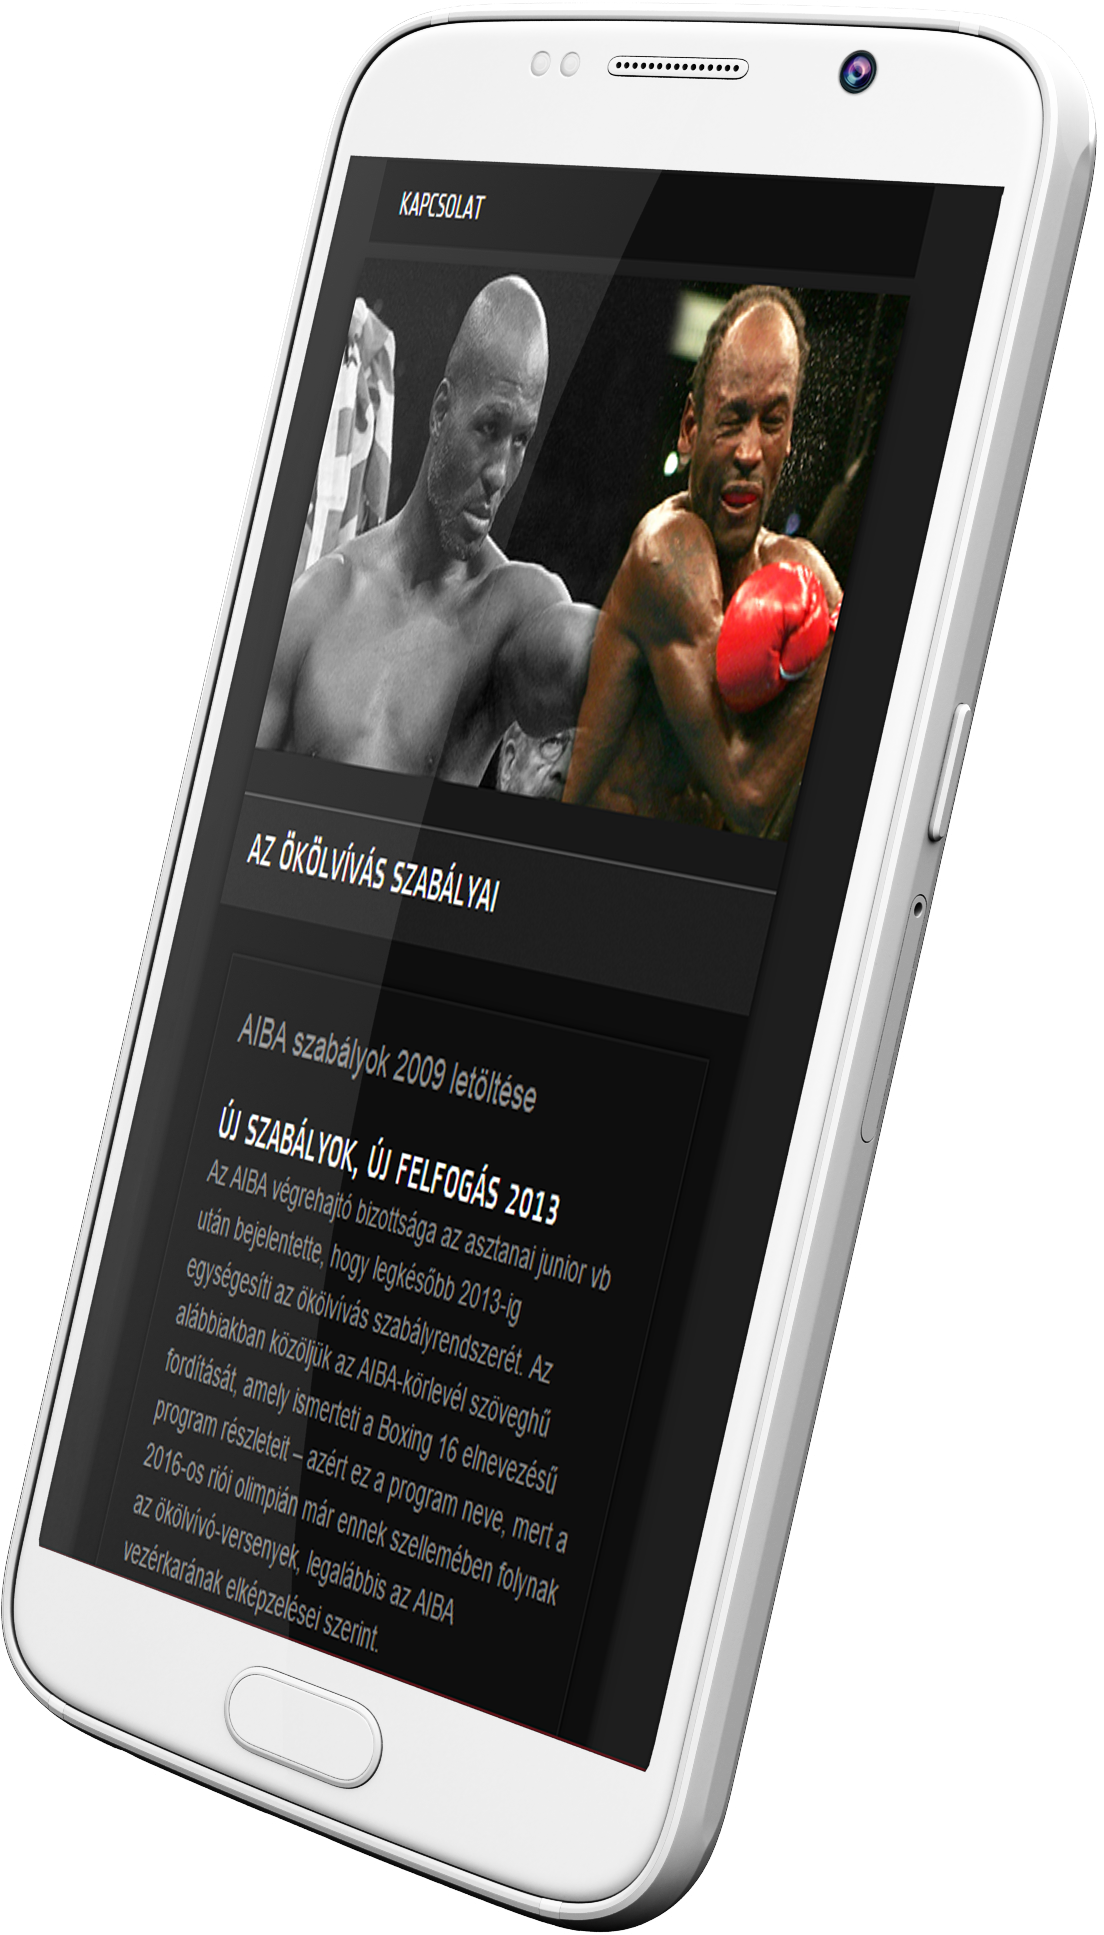 KAPCSOLAT
AZ ÖKÖLVÍVÁS SZABÁLYAI
AIBA szabályok 2009 letöltése
ÚJ SZABÁLYOK, ÚJ FELFOGÁS 2013
Az AIBA végrehajtó bizottsága az asztanai junior vb
után bejelentette, hogy legkésőbb 2013-ig
egységesíti az ökölvívás szabályrendszerét. Az
alábbiakban közöljük az AIBA-körlevél szöveghű
fordítását, amely ismerteti a Boxing 16 elnevezésű
program részleteit – azért ez a program neve, mert a
2016-os riói olimpián már ennek szellemében folynak
az ökölvívó-versenyek, legalábbis az AIBA
vezérkarának elképzelései szerint.